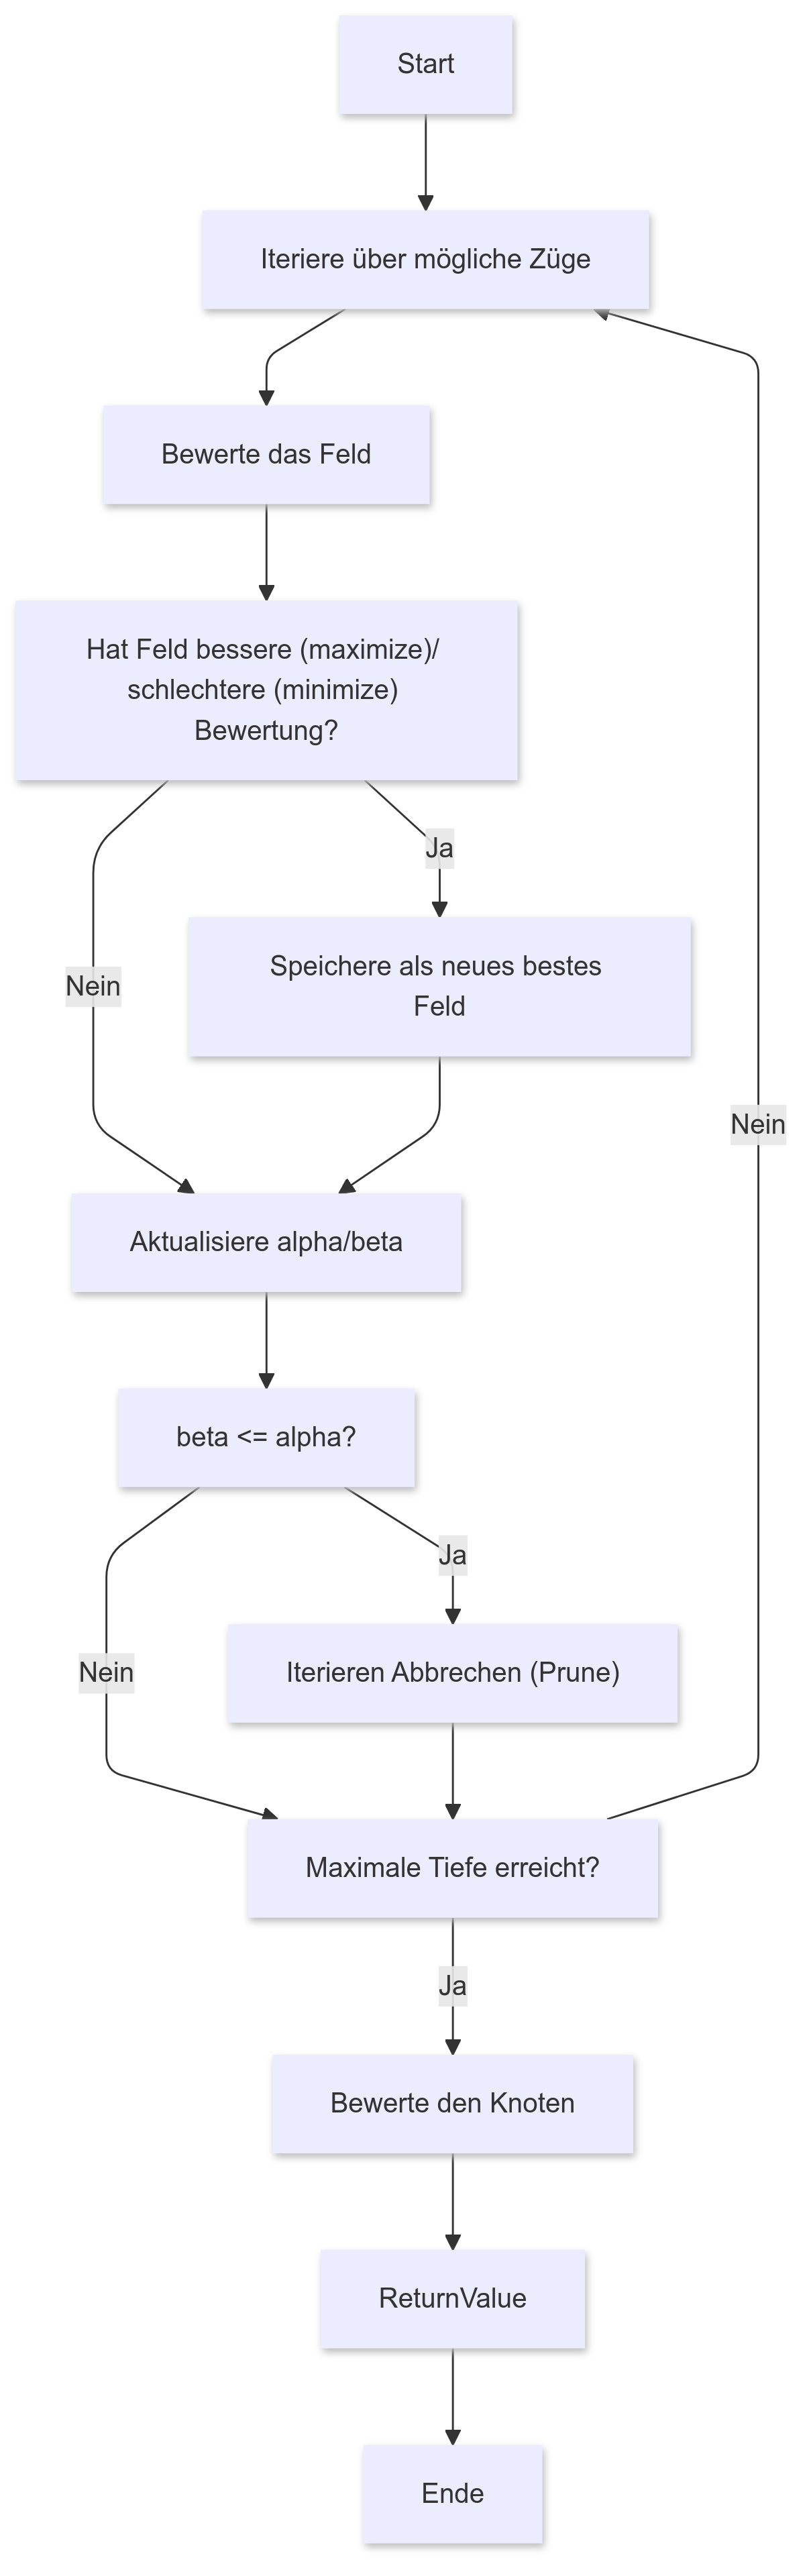 Start
Iteriere über mögliche Züge
Bewerte das Feld
Hat Feld bessere (maximize)/
schlechtere (minimize)
Bewertung?
Ja
Speichere als neues bestes
Feld
Nein
Nein
Aktualisiere alpha/beta
beta <= alpha?
Ja
Nein
Iterieren Abbrechen (Prune)
Maximale Tiefe erreicht?
Ja
Bewerte den Knoten
ReturnValue
Ende